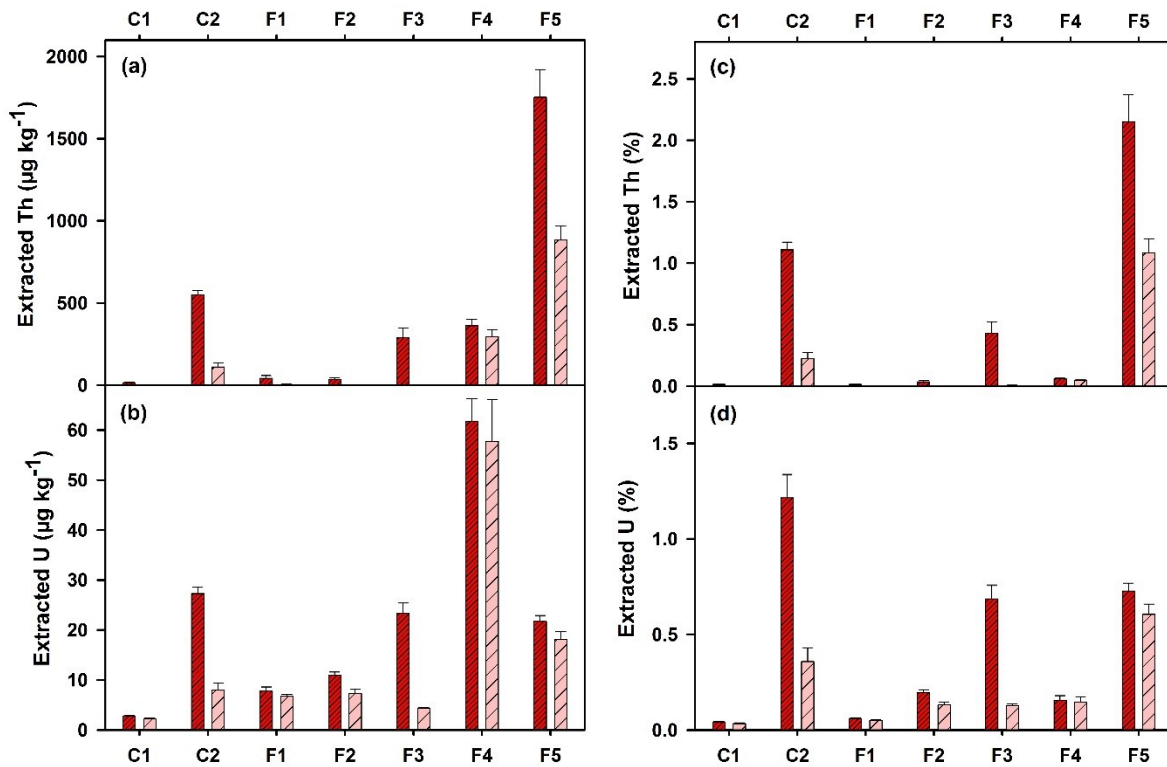 C1 C2 F1 F2 F3 F4 F5
(a)
Extracted Th (µg kg⁻¹)
2000
1500
1000
500
0
(b)
Extracted U (µg kg⁻¹)
60
50
40
30
20
10
0
C1 C2 F1 F2 F3 F4 F5
C1 C2 F1 F2 F3 F4 F5
(c)
Extracted Th (%)
2.5
2.0
1.5
1.0
0.5
0.0
(d)
Extracted U (%)
1.5
1.0
0.5
0.0
C1 C2 F1 F2 F3 F4 F5